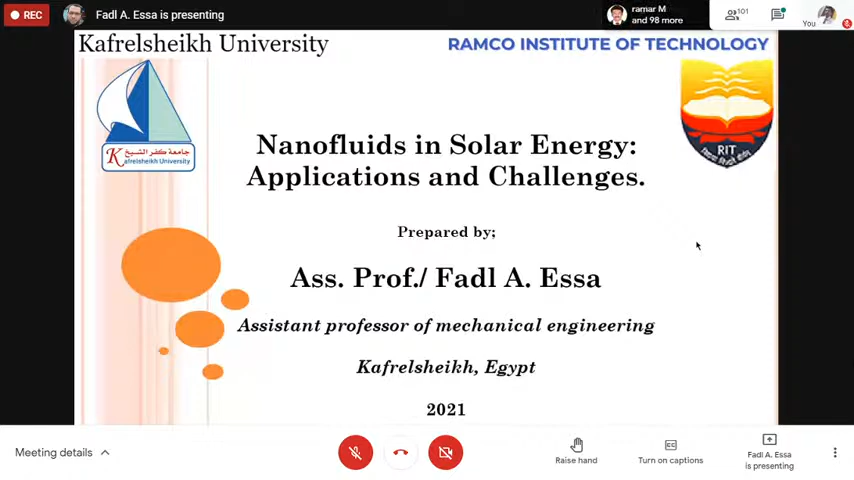 REC
Fadl A. Essa is presenting
ramar M
and 98 more
101
You
Kafrelsheikh University
RAMCO INSTITUTE OF TECHNOLOGY
جامعة كفر الشيخ
Kafrelsheikh University
RIT
Nanofluids in Solar Energy:
Applications and Challenges.
Prepared by;
Ass. Prof./ Fadl A. Essa
Assistant professor of mechanical engineering
Kafrelsheikh, Egypt
2021
Meeting details
Raise hand
Turn on captions
Fadl A. Essa
is presenting